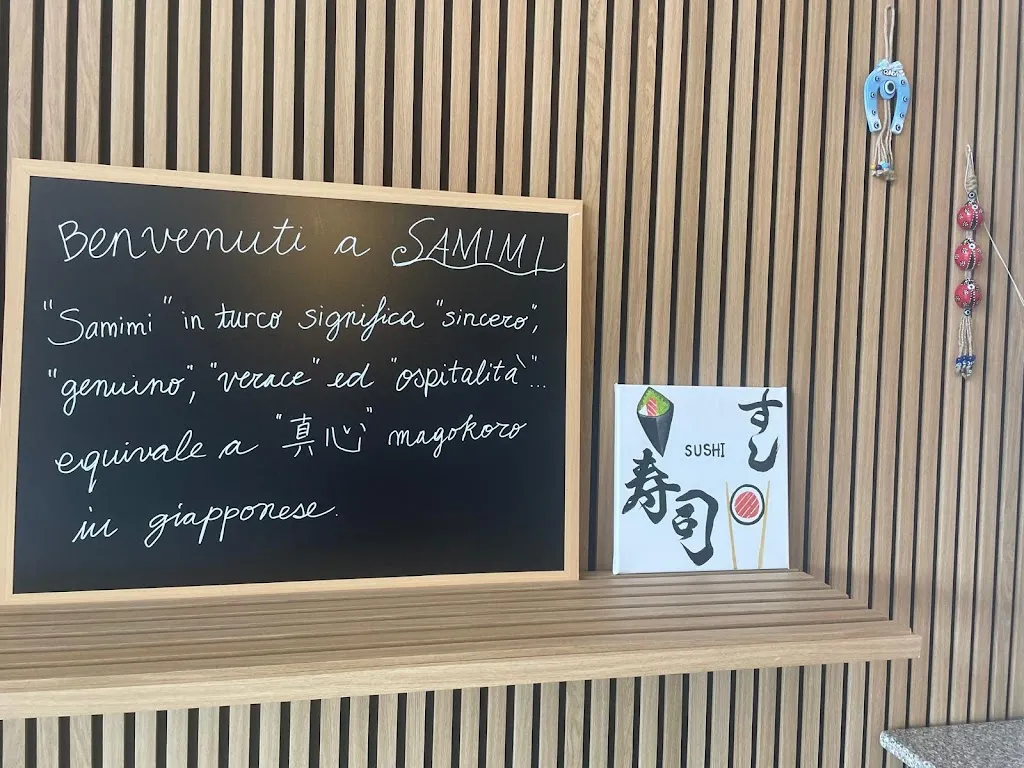 Benvenuti a SAMIMI
"Samimi" in turco significa "sincero",
"genuino", "verace" ed "ospitalità"...
equivale a "真心" magokoro
in giapponese.
すし
SUSHI
寿司